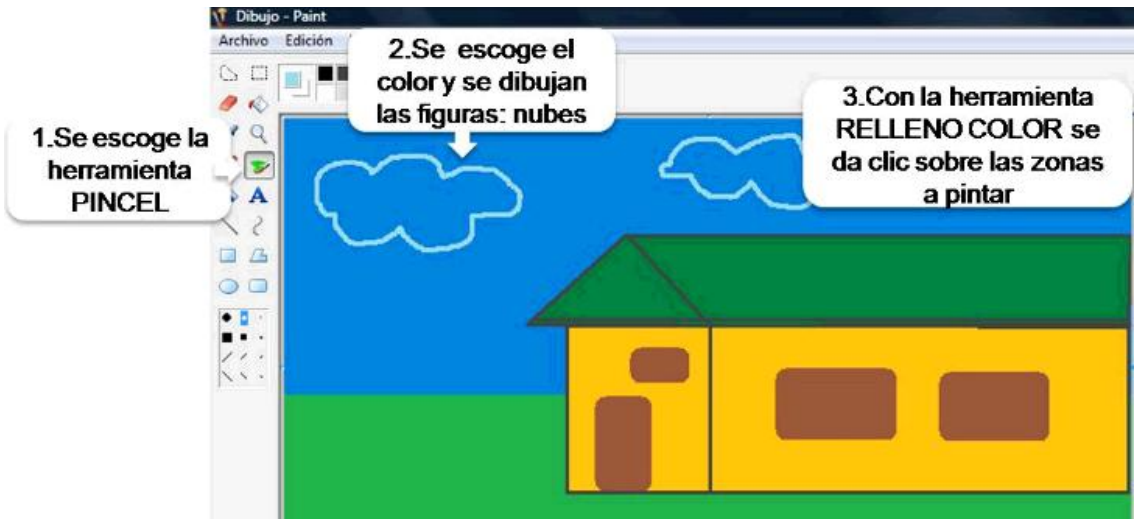 Dibujo - Paint
Archivo Edición
2.Se escoge el
color y se dibujan
las figuras: nubes
3.Con la herramienta
RELLENO COLOR se
da clic sobre las zonas
a pintar
1.Se escoge la
herramienta
PINCEL
A